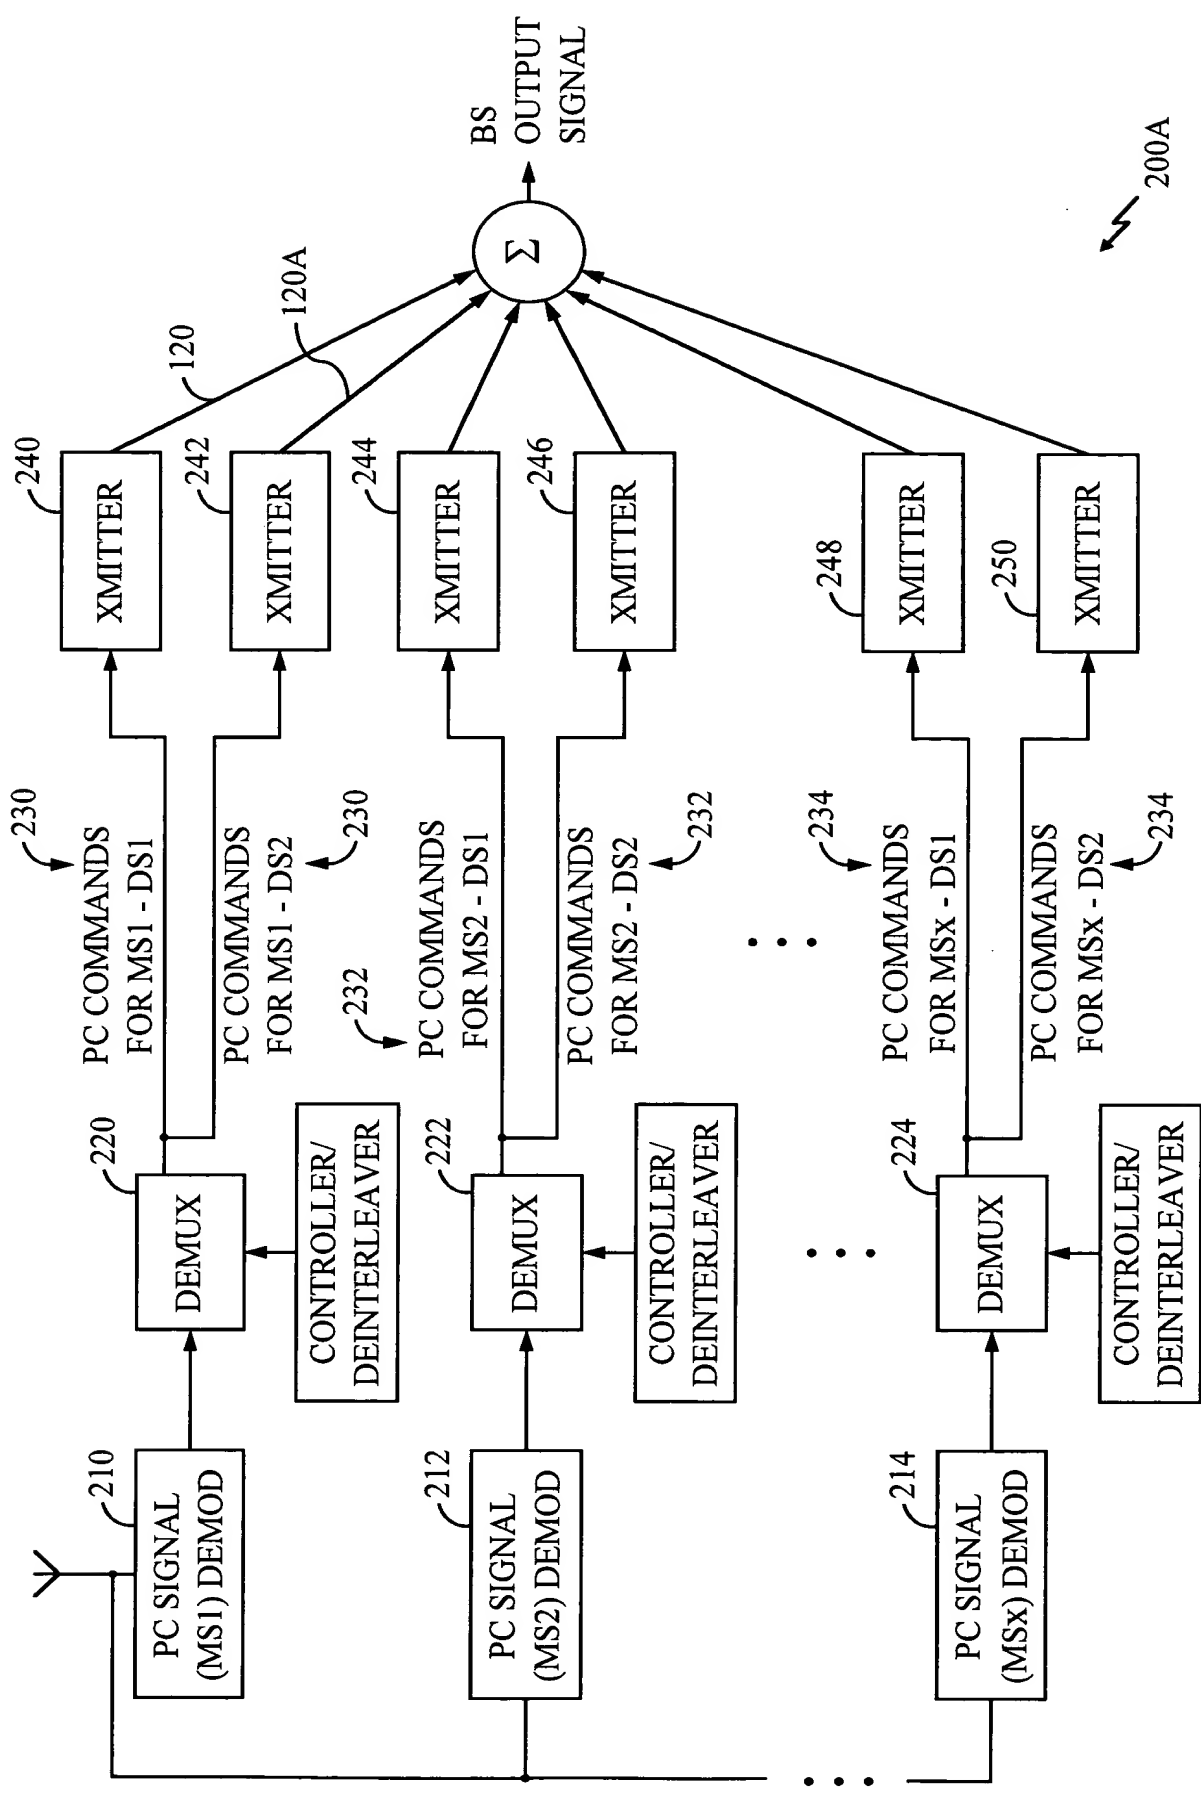 210
PC SIGNAL
(MS1) DEMOD
220
DEMUX
CONTROLLER/
DEINTERLEAVER
230
PC COMMANDS
FOR MS1 - DS1
PC COMMANDS
FOR MS1 - DS2
230
240
XMITTER
242
XMITTER
120
120A
212
PC SIGNAL
(MS2) DEMOD
222
DEMUX
CONTROLLER/
DEINTERLEAVER
232
PC COMMANDS
FOR MS2 - DS1
PC COMMANDS
FOR MS2 - DS2
232
244
XMITTER
246
XMITTER
Σ
BS
OUTPUT
SIGNAL
214
PC SIGNAL
(MSx) DEMOD
224
DEMUX
CONTROLLER/
DEINTERLEAVER
234
PC COMMANDS
FOR MSx - DS1
PC COMMANDS
FOR MSx - DS2
234
248
XMITTER
250
XMITTER
200A